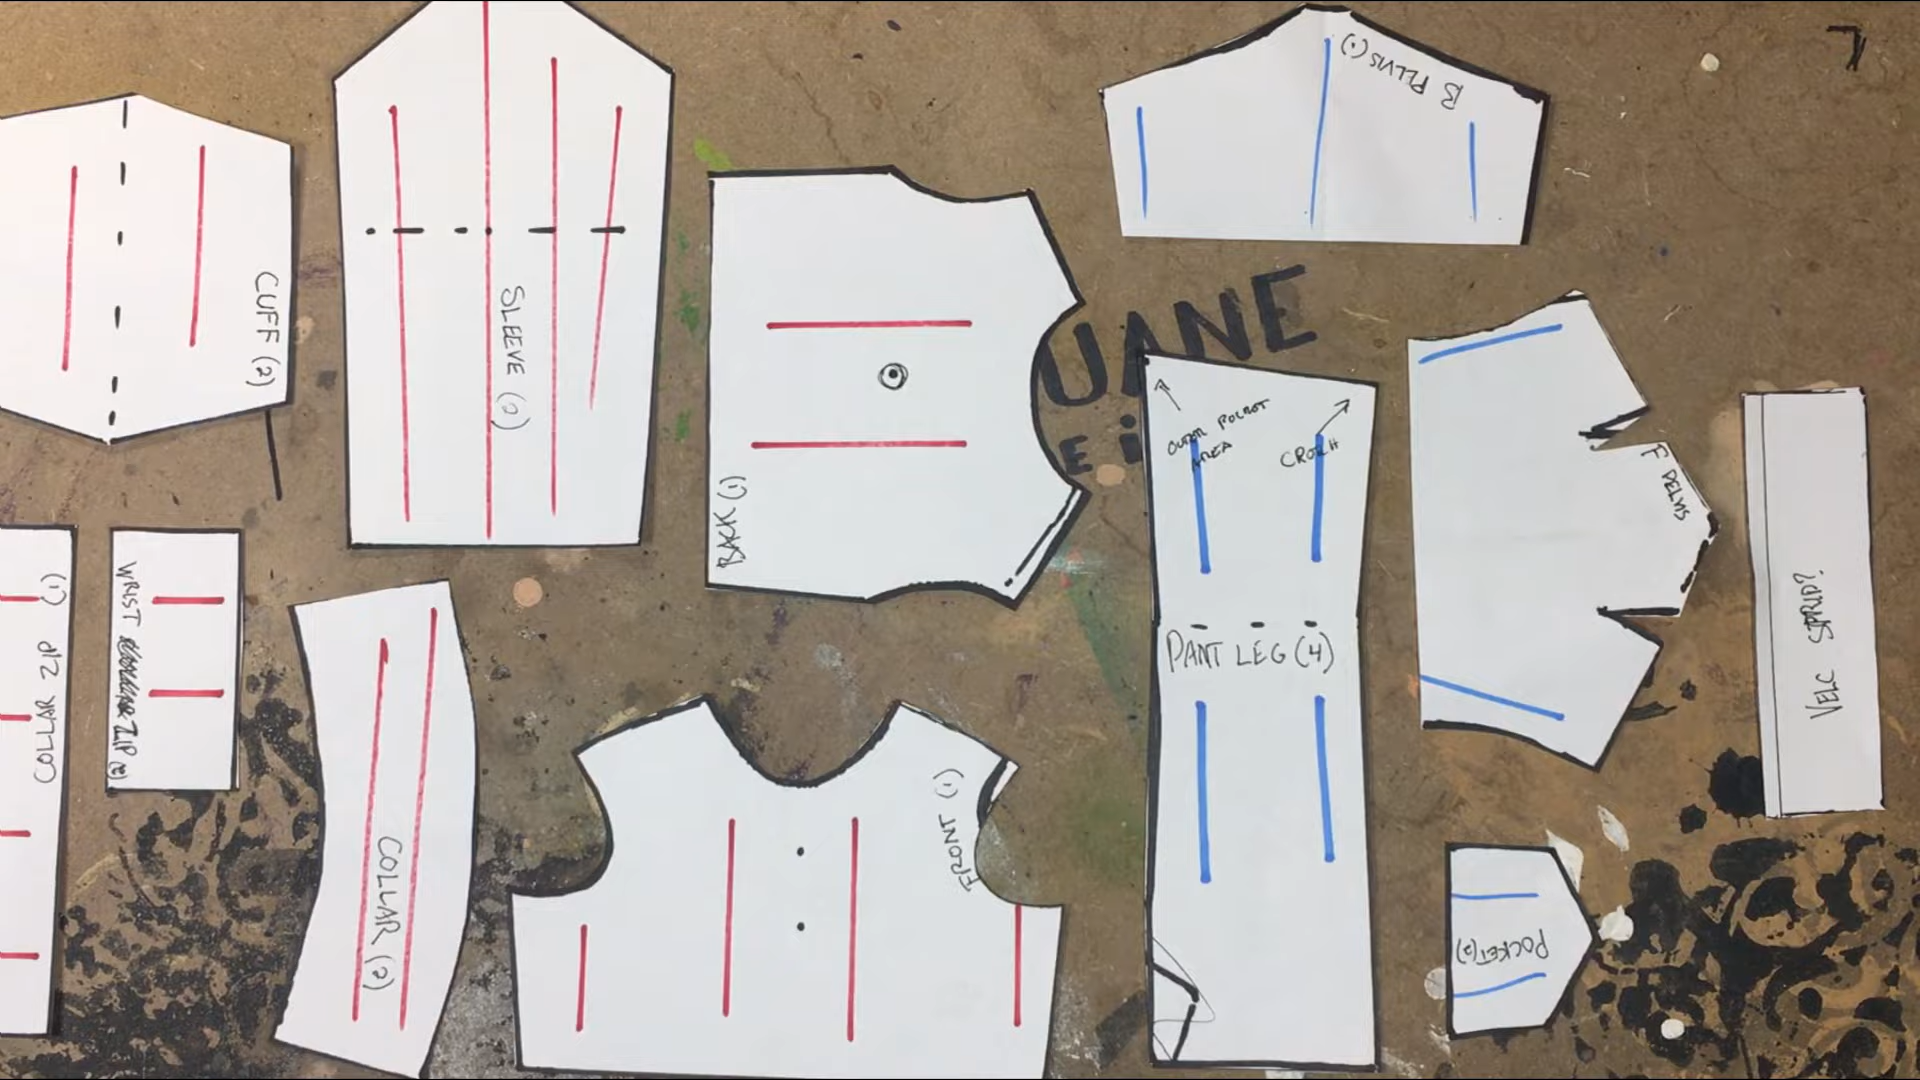 CUFF (2)
SLEEVE (2)
BACK (1)
B PELVIS (1)
UANE
E i
OUTER POCKET
AREA
CROTCH
F PELVIS
PANT LEG (4)
VELC STRIP?
COLLAR ZIP (1)
WRIST ZIP (2)
COLLAR (2)
FRONT (1)
POCKET (2)